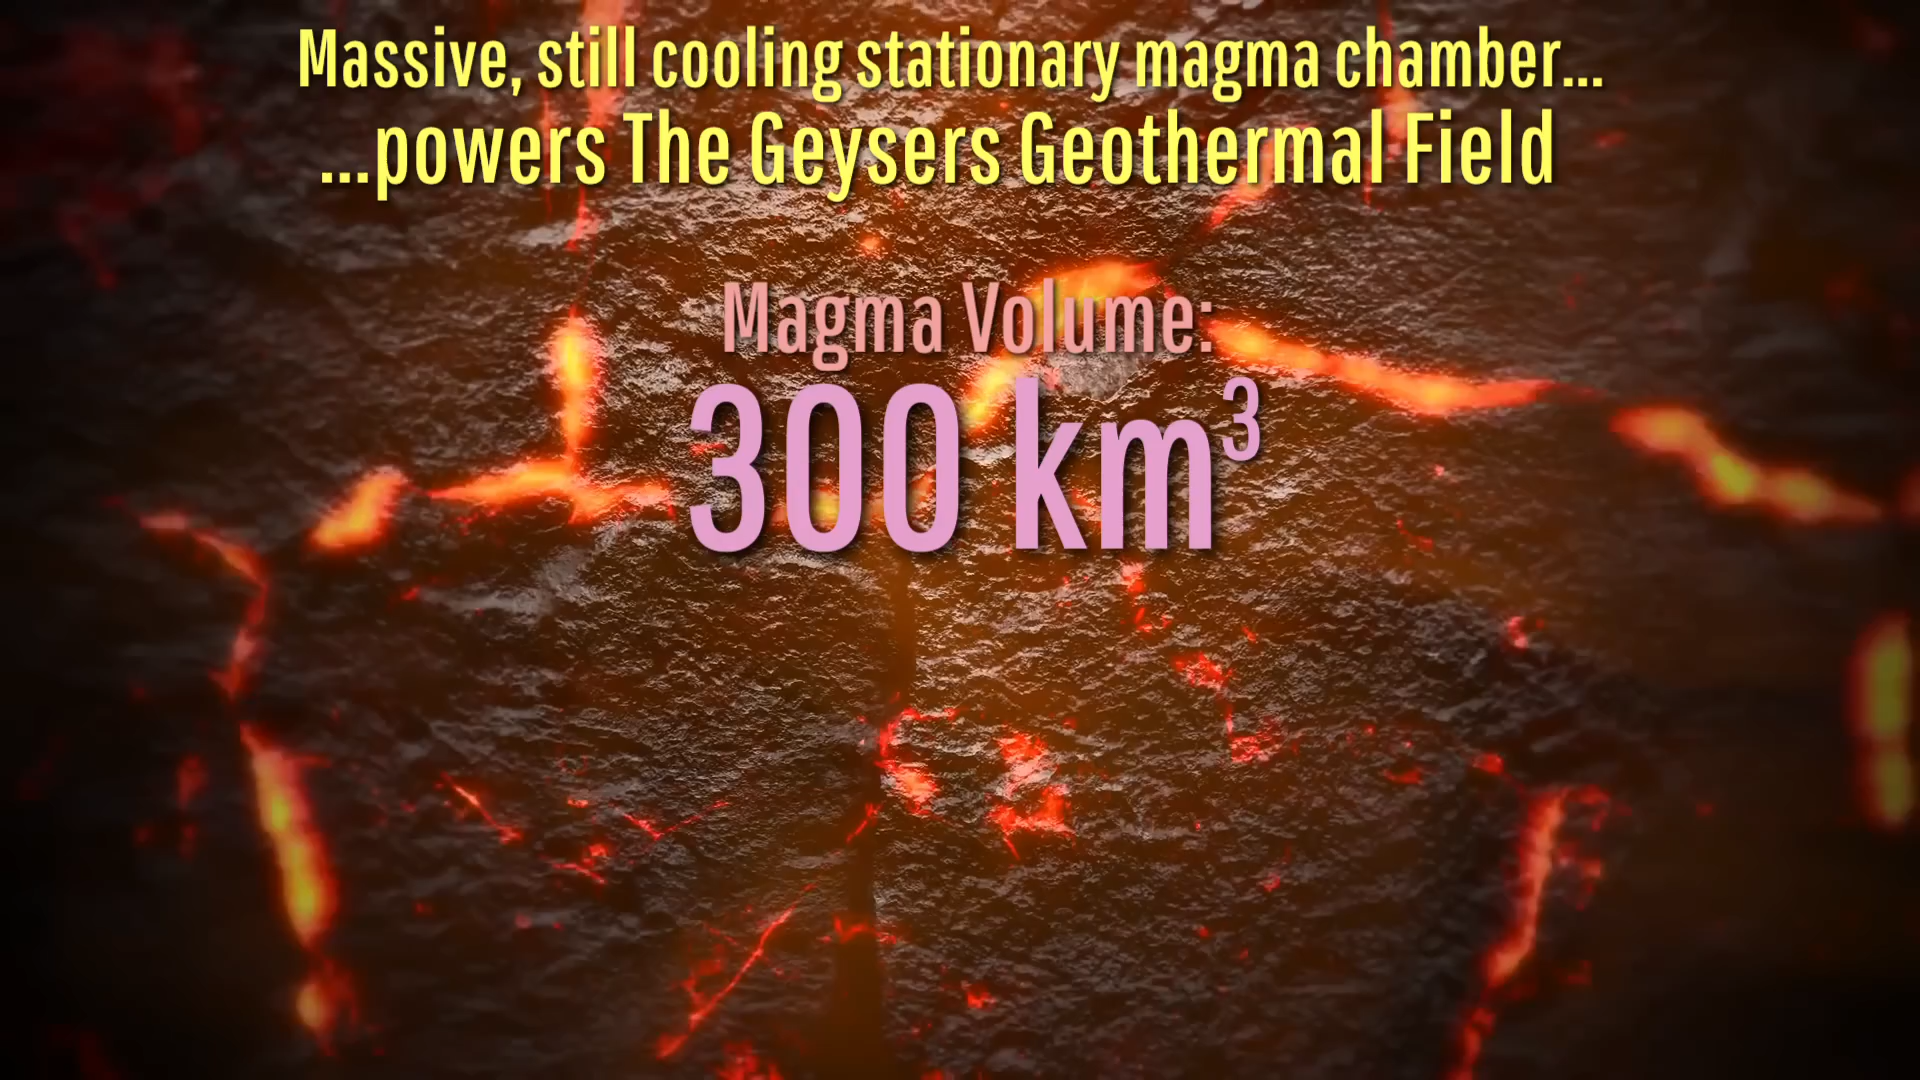 Massive, still cooling stationary magma chamber...
...powers The Geysers Geothermal Field
Magma Volume:
300 km³